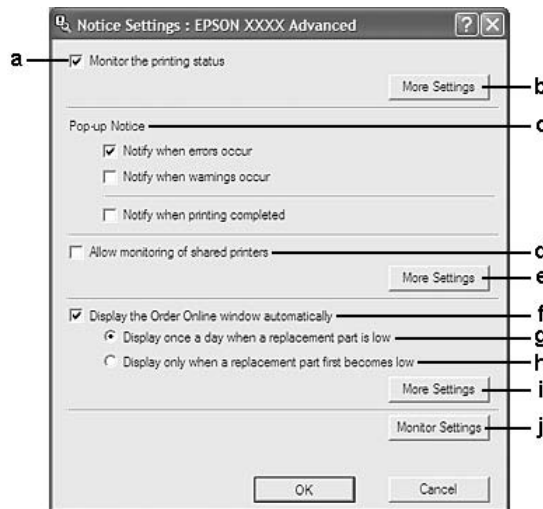 Notice Settings : EPSON XXXX Advanced
a
Monitor the printing status
More Settings
b
Pop-up Notice
c
Notify when errors occur
Notify when warnings occur
Notify when printing completed
Allow monitoring of shared printers
d
More Settings
e
Display the Order Online window automatically
f
Display once a day when a replacement part is low
g
Display only when a replacement part first becomes low
h
More Settings
i
Monitor Settings
j
OK
Cancel